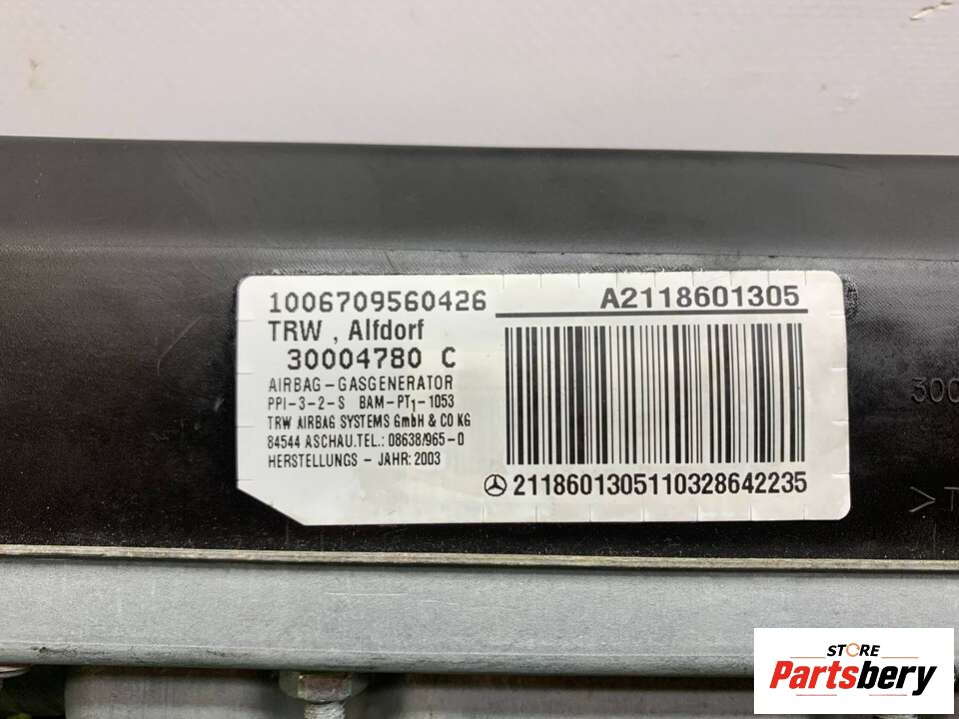 1006709560426
A2118601305
TRW , Alfdorf
30004780 C
AIRBAG-GASGENERATOR
PPI-3-2-S BAM-PT1-1053
TRW AIRBAG SYSTEMS GmbH & CO KG
84544 ASCHAU.TEL.: 08638/965-0
HERSTELLUNGS - JAHR: 2003
2118601305110328642235
300
>T
STORE
Partsbery